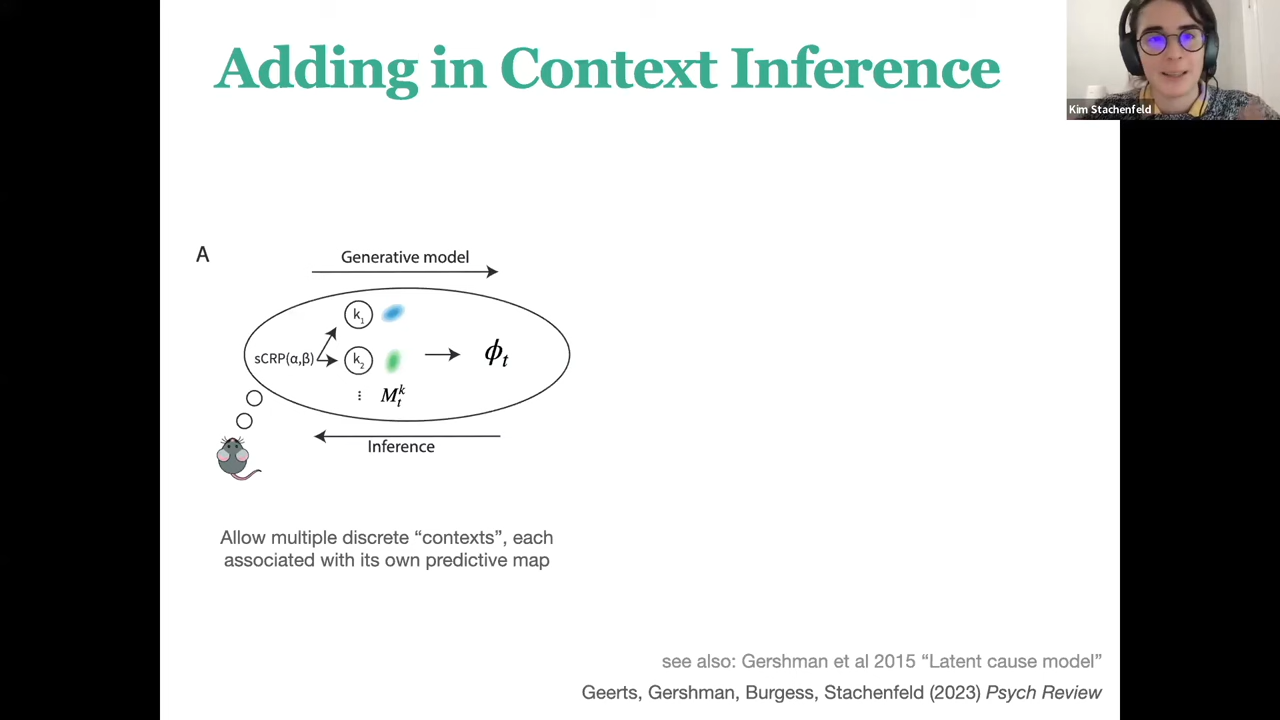 Adding in Context Inference
Kim Stachenfeld
A
Generative model
k₁
sCRP(α,β)
k₂
ϕₜ
⋮
Mₜᵏ
Inference
Allow multiple discrete “contexts”, each
associated with its own predictive map
see also: Gershman et al 2015 “Latent cause model”
Geerts, Gershman, Burgess, Stachenfeld (2023) Psych Review